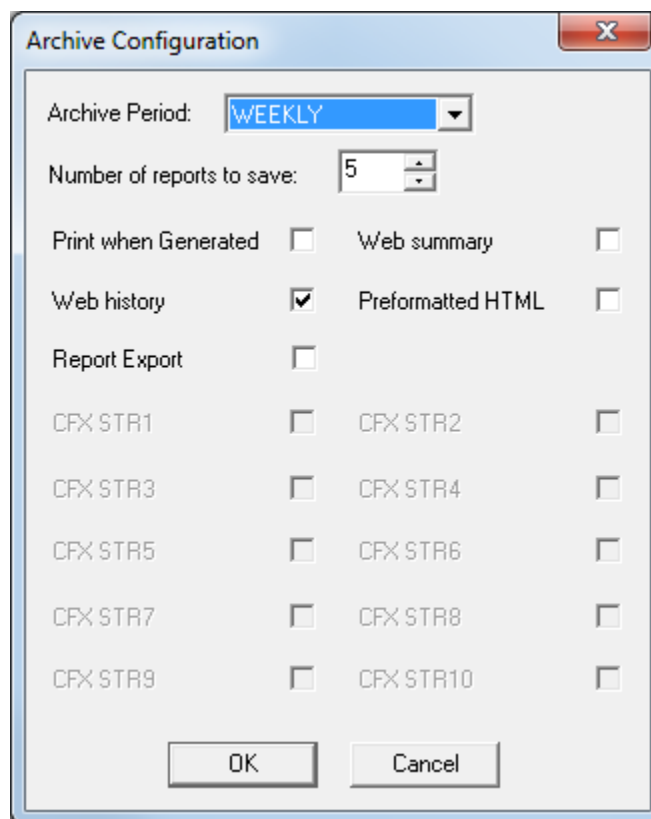 Archive Configuration
Archive Period: WEEKLY
Number of reports to save: 5
Print when Generated Web summary
Web history Preformatted HTML
Report Export
CFX STR1 CFX STR2
CFX STR3 CFX STR4
CFX STR5 CFX STR6
CFX STR7 CFX STR8
CFX STR9 CFX STR10
OK Cancel